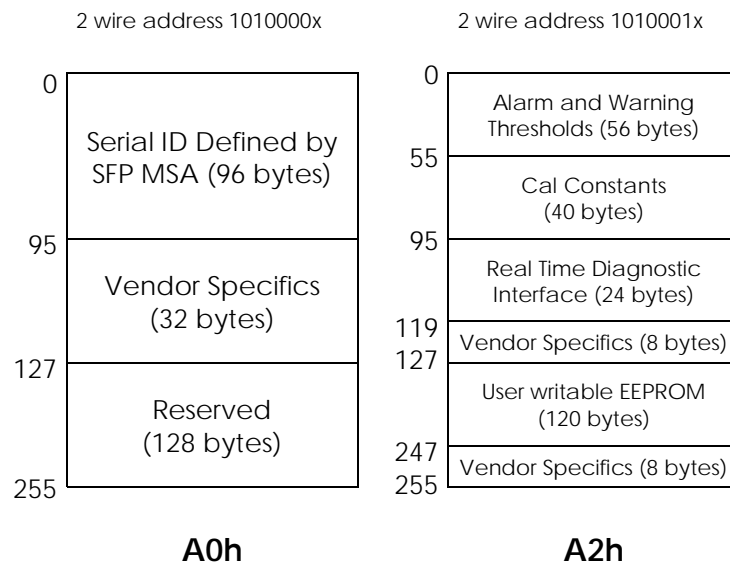 2 wire address 1010000x
0
Serial ID Defined by
SFP MSA (96 bytes)
95
Vendor Specifics
(32 bytes)
127
Reserved
(128 bytes)
255
A0h
2 wire address 1010001x
0
Alarm and Warning
Thresholds (56 bytes)
55
Cal Constants
(40 bytes)
95
Real Time Diagnostic
Interface (24 bytes)
119
Vendor Specifics (8 bytes)
127
User writable EEPROM
(120 bytes)
247
Vendor Specifics (8 bytes)
255
A2h